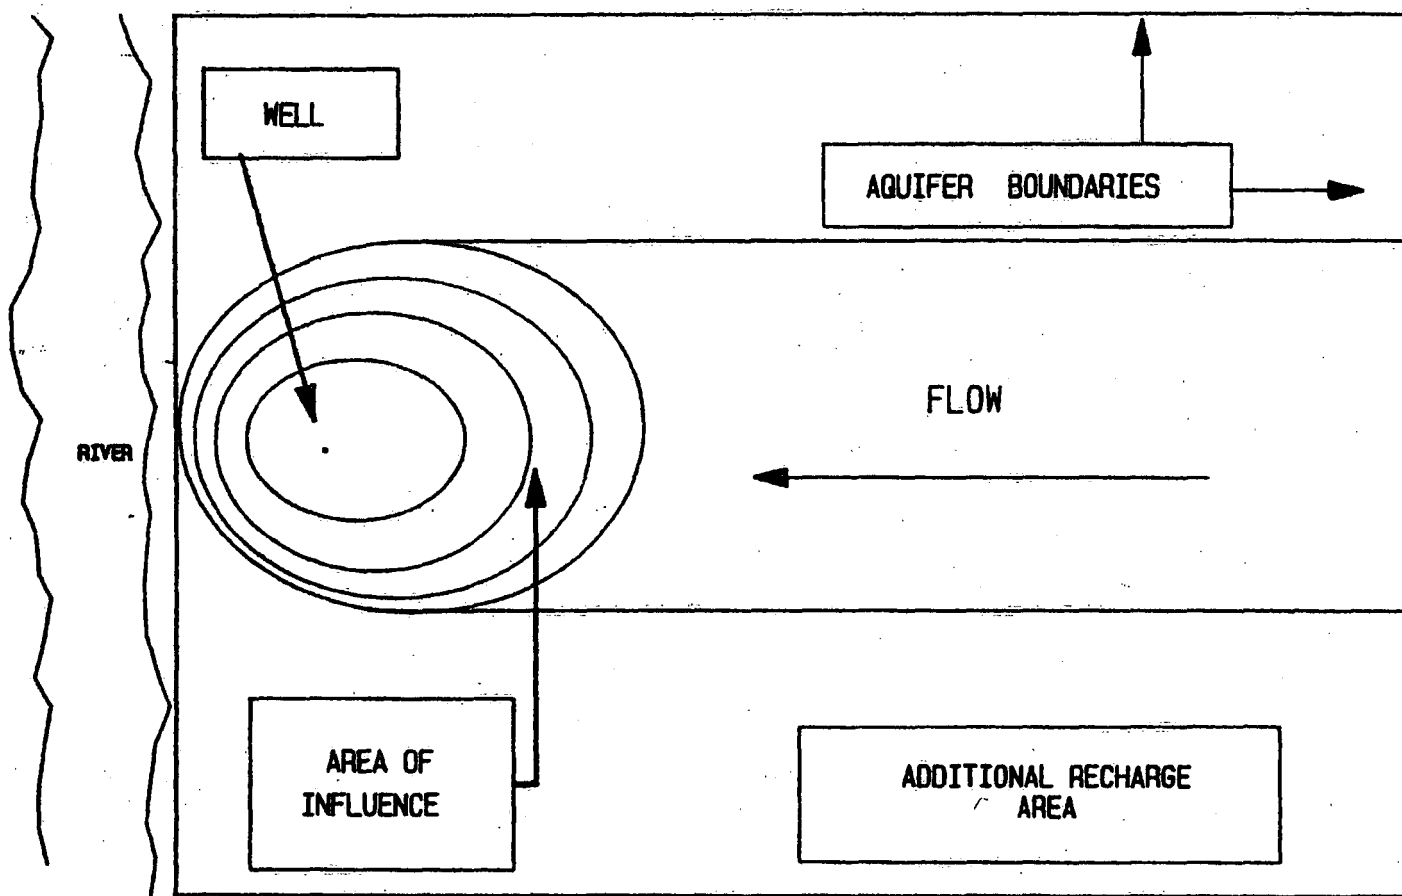 WELL
AQUIFER BOUNDARIES
FLOW
RIVER
AREA OF
INFLUENCE
ADDITIONAL RECHARGE
AREA